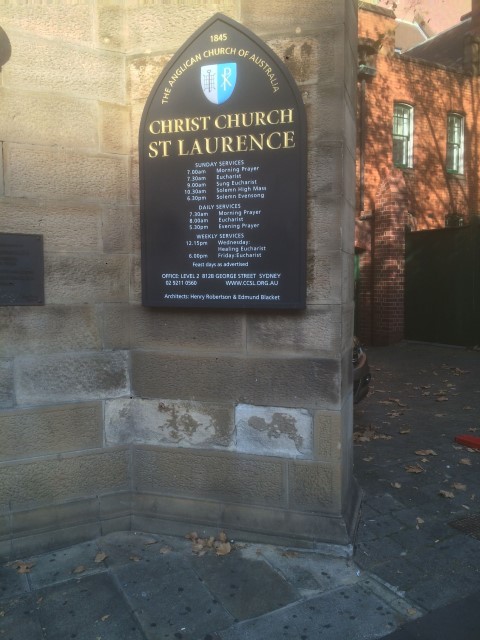 1845
THE ANGLICAN CHURCH OF AUSTRALIA
CHRIST CHURCH
ST LAURENCE
SUNDAY SERVICES
7.00am Morning Prayer
7.30am Eucharist
9.00am Sung Eucharist
10.30am Solemn High Mass
6.30pm Solemn Evensong
DAILY SERVICES
7.30am Morning Prayer
8.00am Eucharist
5.30pm Evening Prayer
WEEKLY SERVICES
12.15pm Wednesday:
Healing Eucharist
6.00pm Friday:Eucharist
Feast days as advertised
OFFICE: LEVEL 2 812B GEORGE STREET SYDNEY
02 9211 0560 WWW.CCSL.ORG.AU
Architects: Henry Robertson & Edmund Blacket